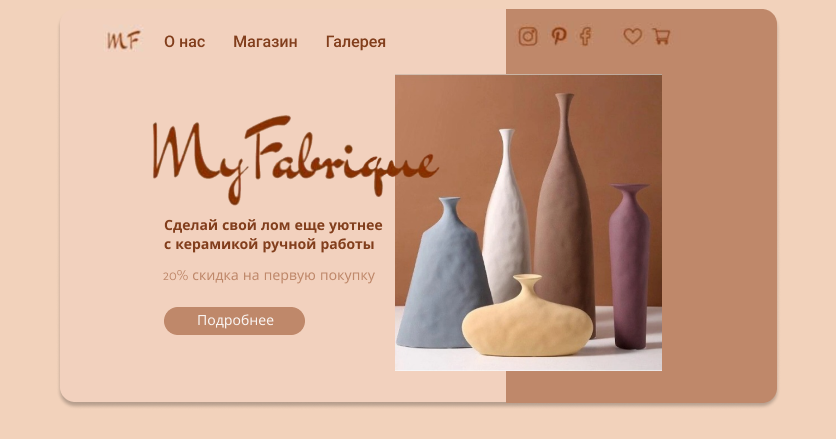 MF О нас Магазин Галерея
MyFabrique
Сделай свой лом еще уютнее
с керамикой ручной работы
20% скидка на первую покупку
Подробнее